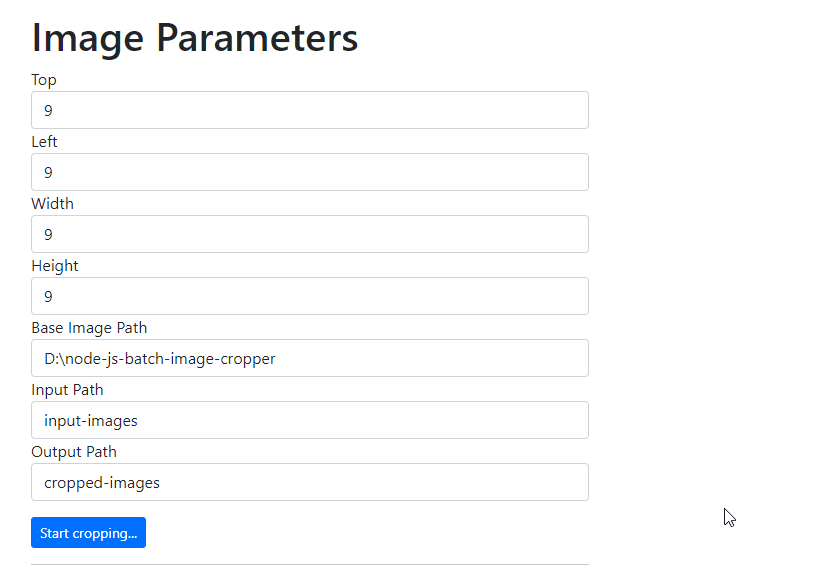 Image Parameters
Top
9
Left
9
Width
9
Height
9
Base Image Path
D:\node-js-batch-image-cropper
Input Path
input-images
Output Path
cropped-images
Start cropping...